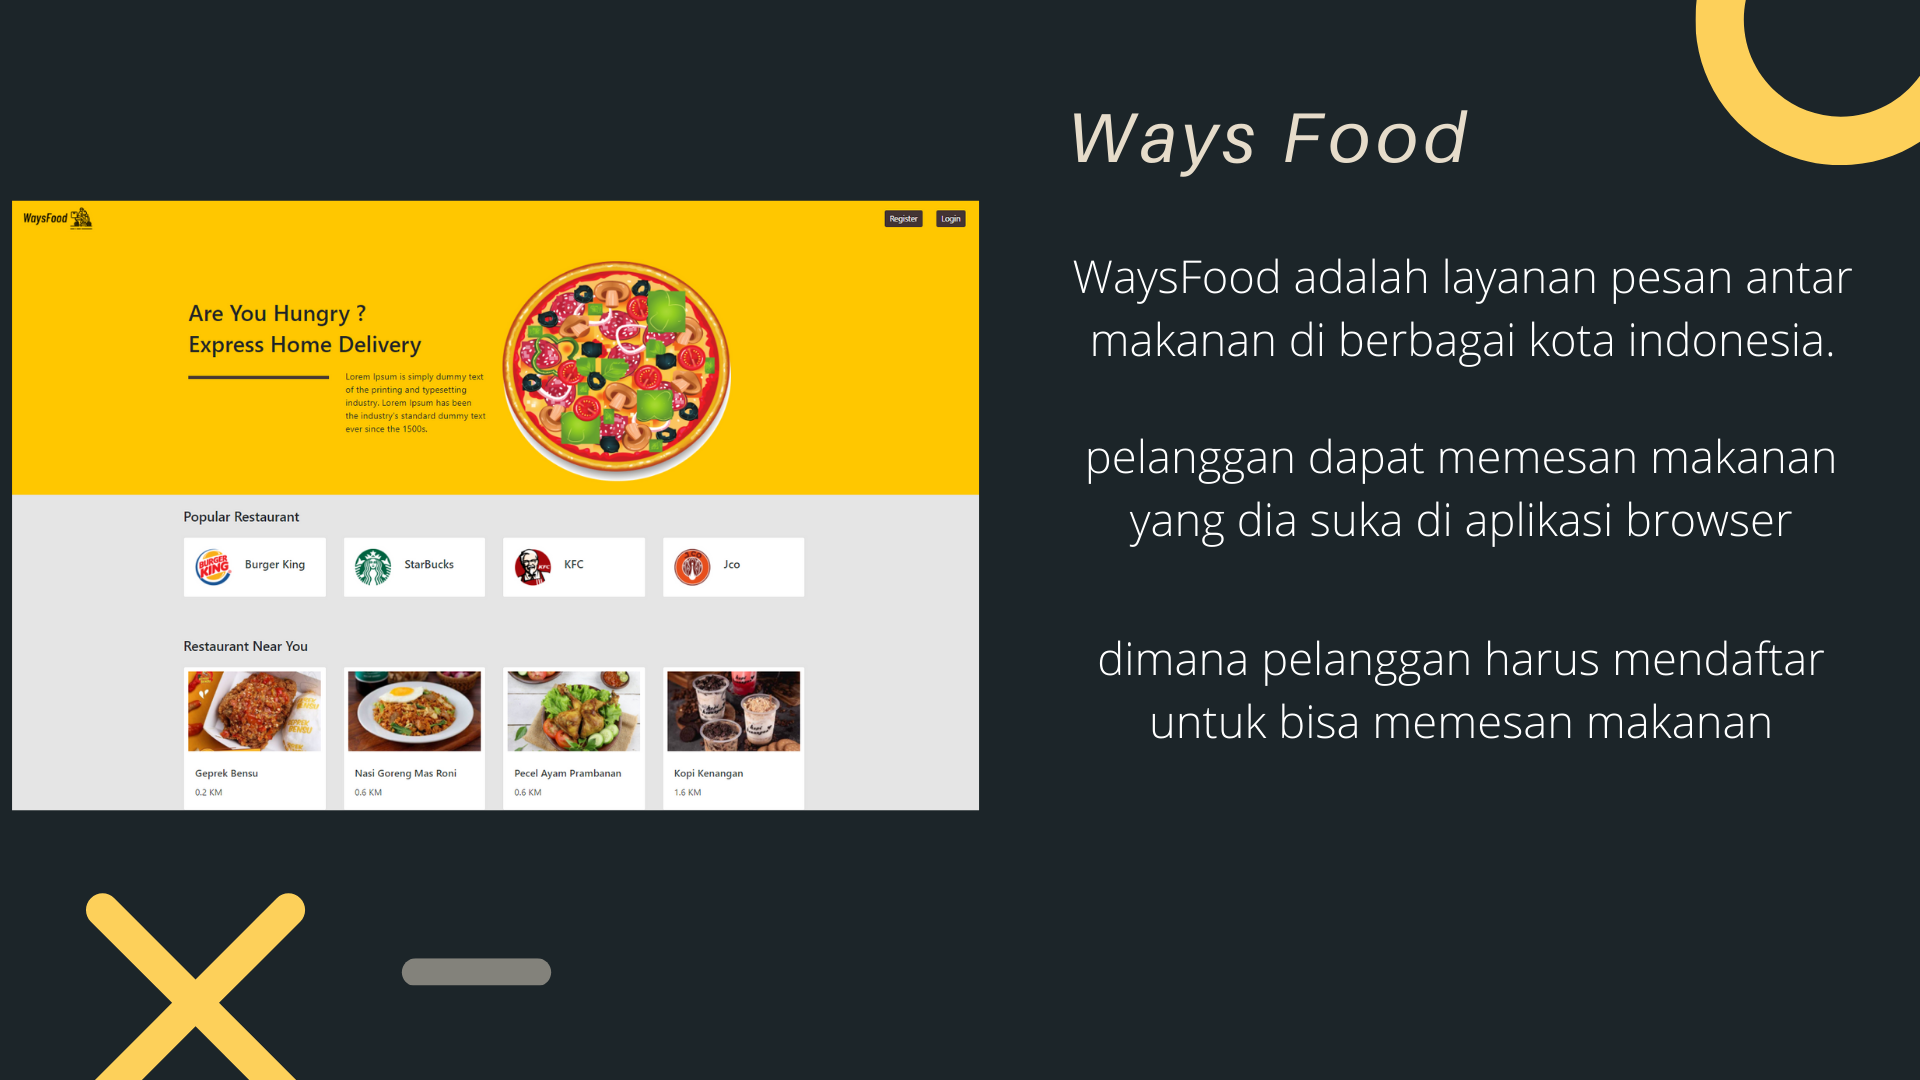 Ways Food
WaysFood adalah layanan pesan antar
makanan di berbagai kota indonesia.
pelanggan dapat memesan makanan
yang dia suka di aplikasi browser
dimana pelanggan harus mendaftar
untuk bisa memesan makanan
WaysFood
Register
Login
Are You Hungry ?
Express Home Delivery
Lorem Ipsum is simply dummy text
of the printing and typesetting
industry. Lorem Ipsum has been
the industry's standard dummy text
ever since the 1500s.
Popular Restaurant
BURGER
KING
Burger King
StarBucks
KFC
KFC
J.CO
Jco
Restaurant Near You
Geprek Bensu
0.2 KM
Nasi Goreng Mas Roni
0.6 KM
Pecel Ayam Prambanan
0.6 KM
Kopi Kenangan
1.6 KM